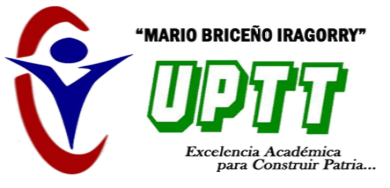 “MARIO BRICEÑO IRAGORRY”
UPTT
Excelencia Académica
para Construir Patria...